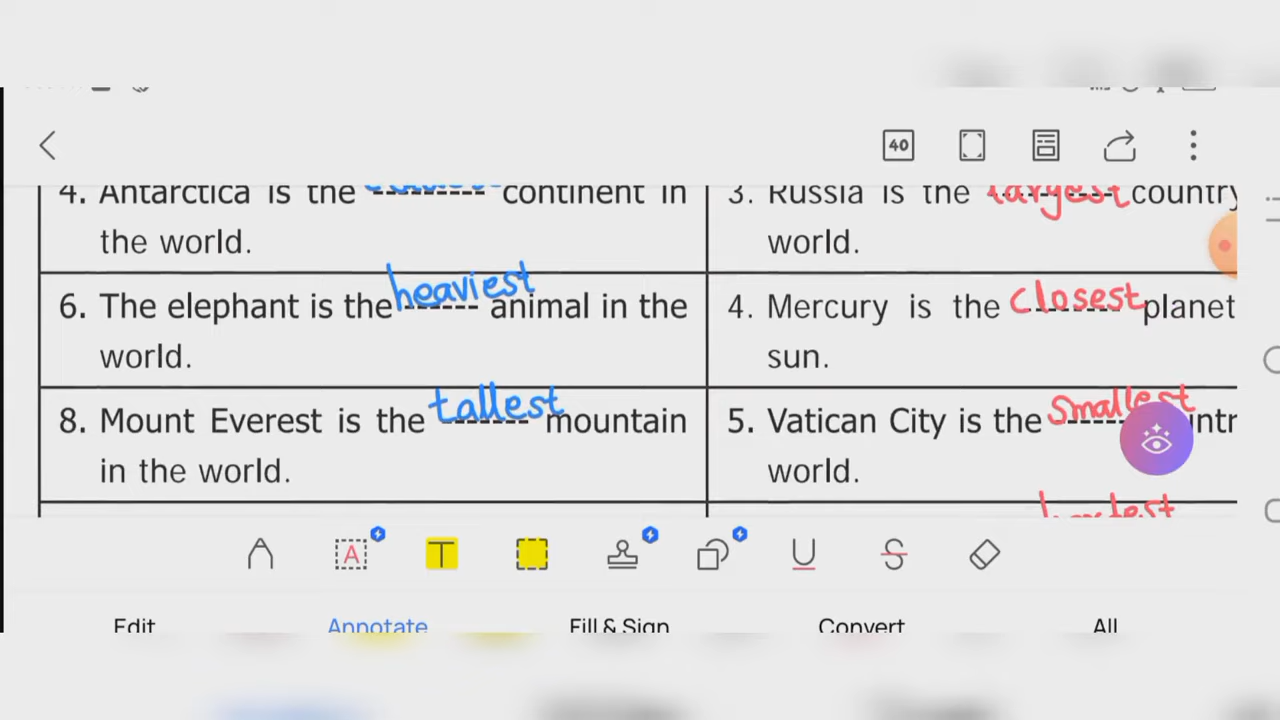 40
4. Antarctica is the continent in
the world.
6. The elephant is the heaviest animal in the
world.
8. Mount Everest is the tallest mountain
in the world.
3. Russia is the largest country
world.
4. Mercury is the closest planet
sun.
5. Vatican City is the smallest
world.
A T
Edit Annotate Fill & Sign Convert All